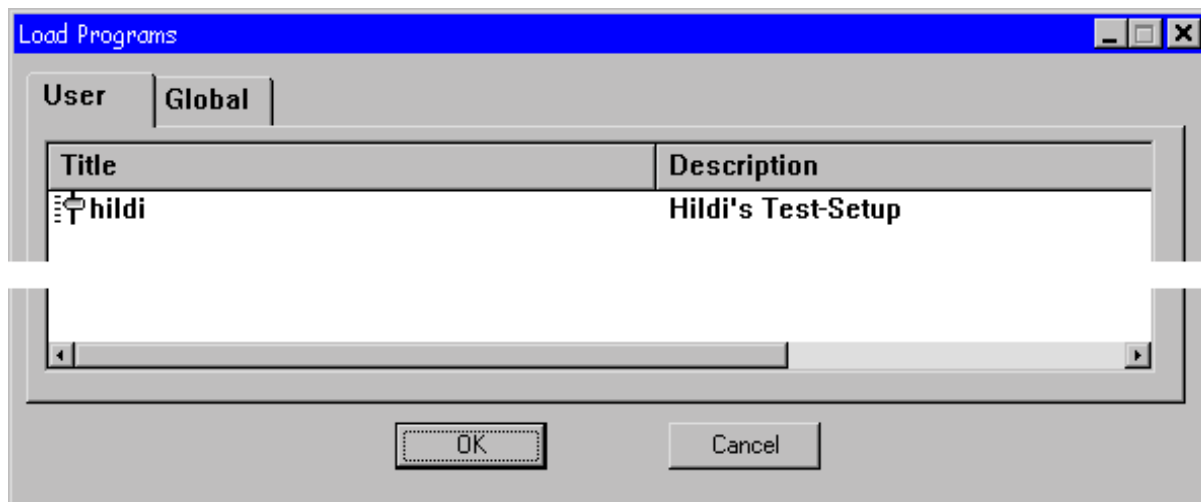 Load Programs
User Global
Title Description
hildi Hildi's Test-Setup
OK Cancel